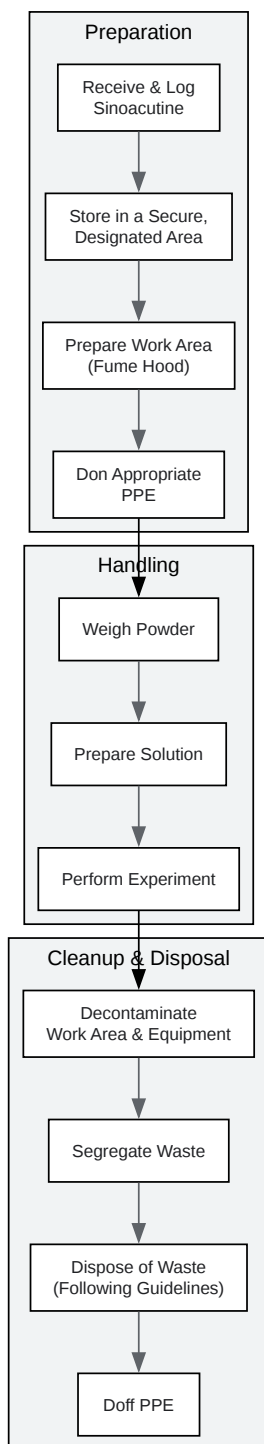 Preparation
Receive & Log
Sinoacutine
Store in a Secure,
Designated Area
Prepare Work Area
(Fume Hood)
Don Appropriate
PPE
Handling
Weigh Powder
Prepare Solution
Perform Experiment
Cleanup & Disposal
Decontaminate
Work Area & Equipment
Segregate Waste
Dispose of Waste
(Following Guidelines)
Doff PPE